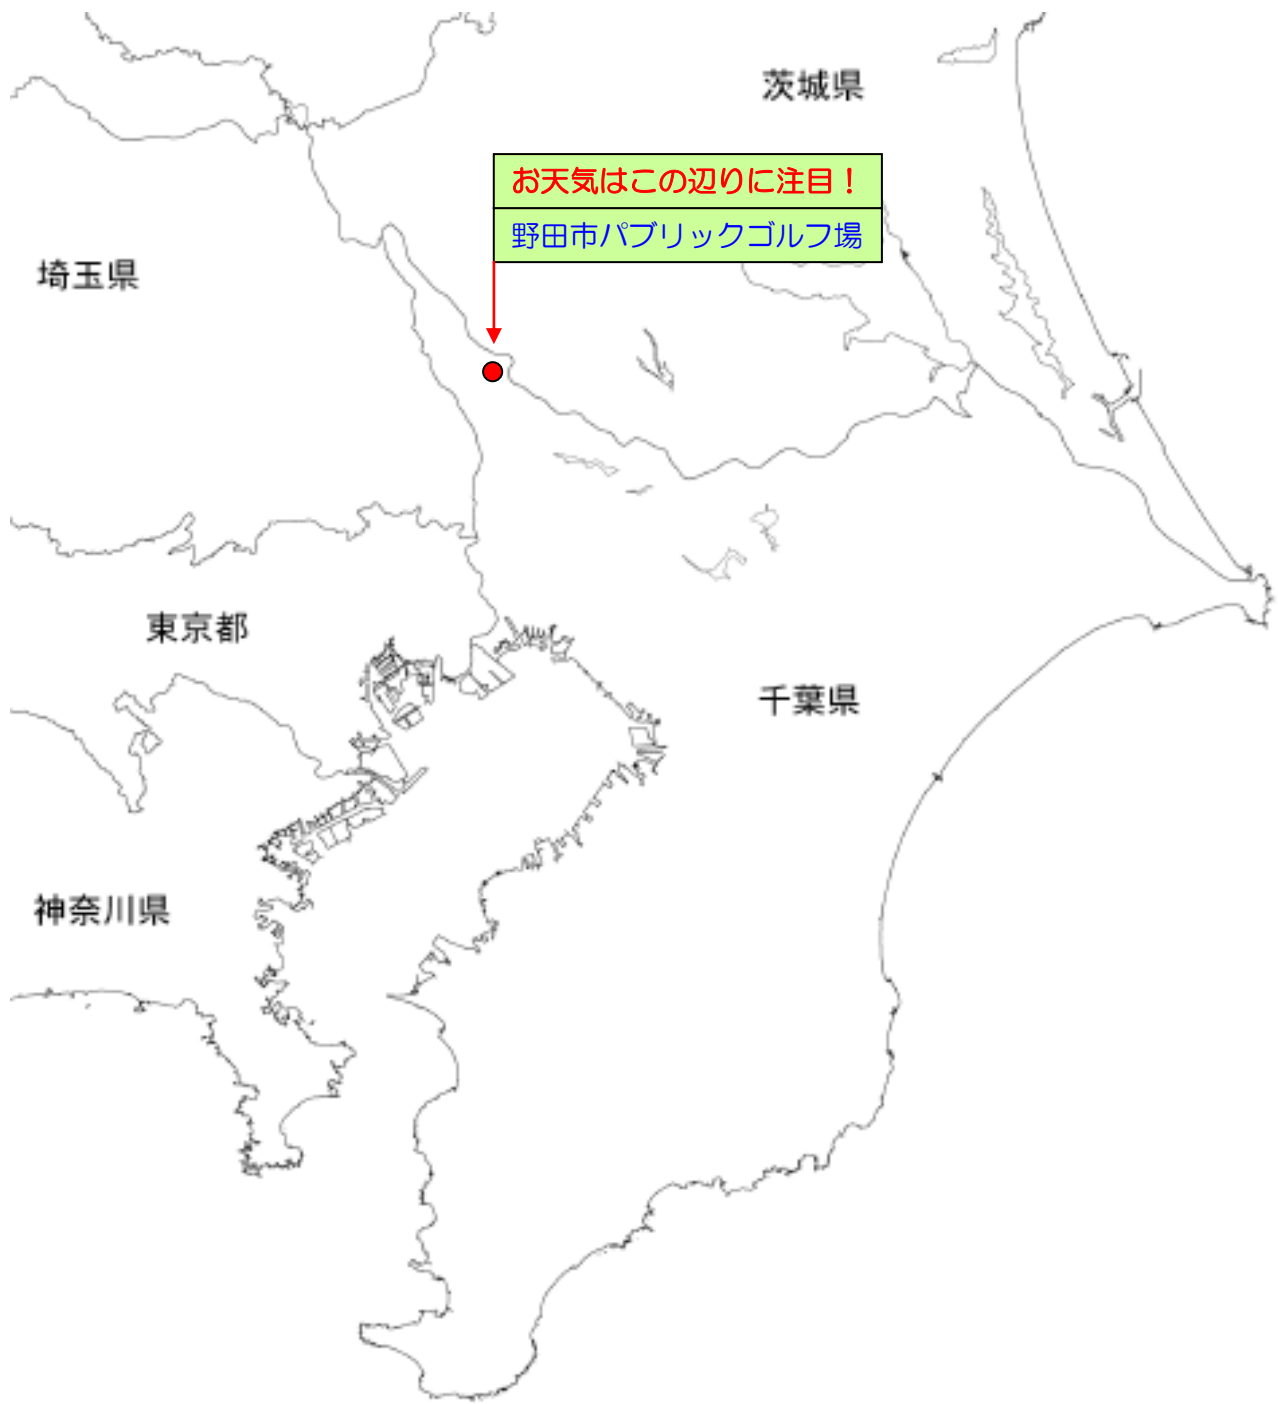 茨城県
お天気はこの辺りに注目！
野田市パブリックゴルフ場
埼玉県
東京都
千葉県
神奈川県